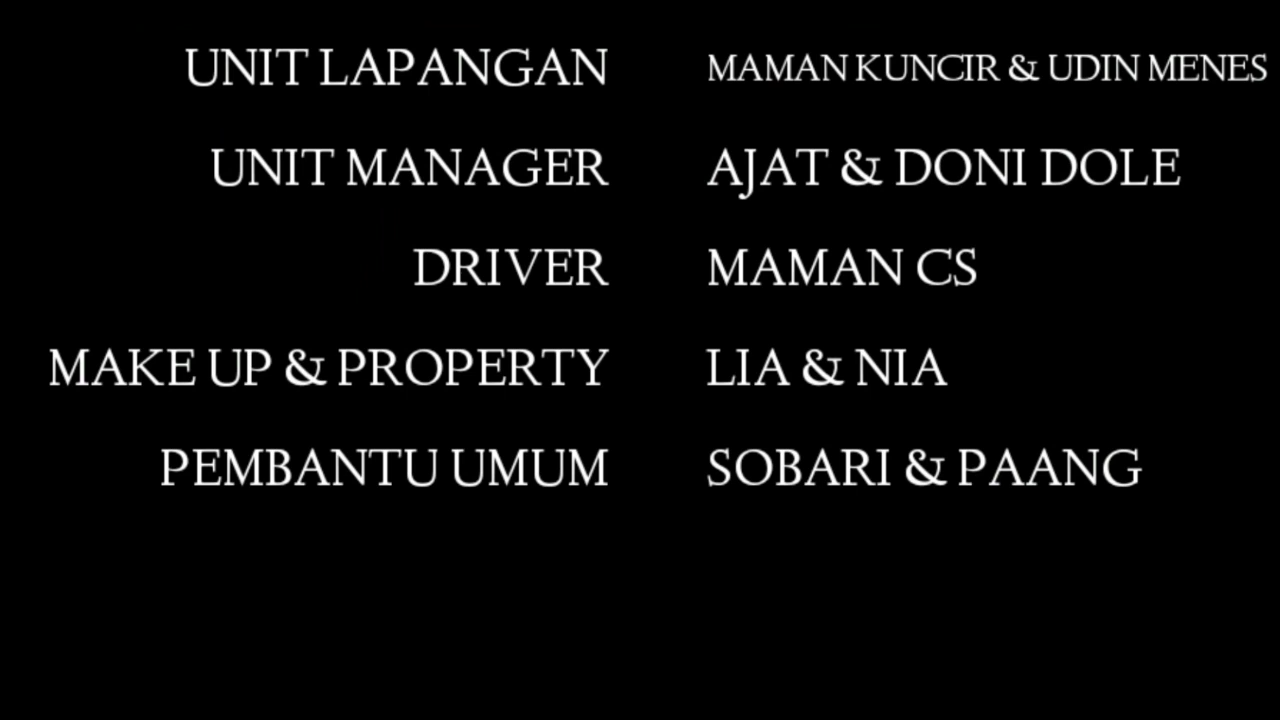 UNIT LAPANGAN MAMAN KUNCIR & UDIN MENES
UNIT MANAGER AJAT & DONI DOLE
DRIVER MAMAN CS
MAKE UP & PROPERTY LIA & NIA
PEMBANTU UMUM SOBARI & PAANG